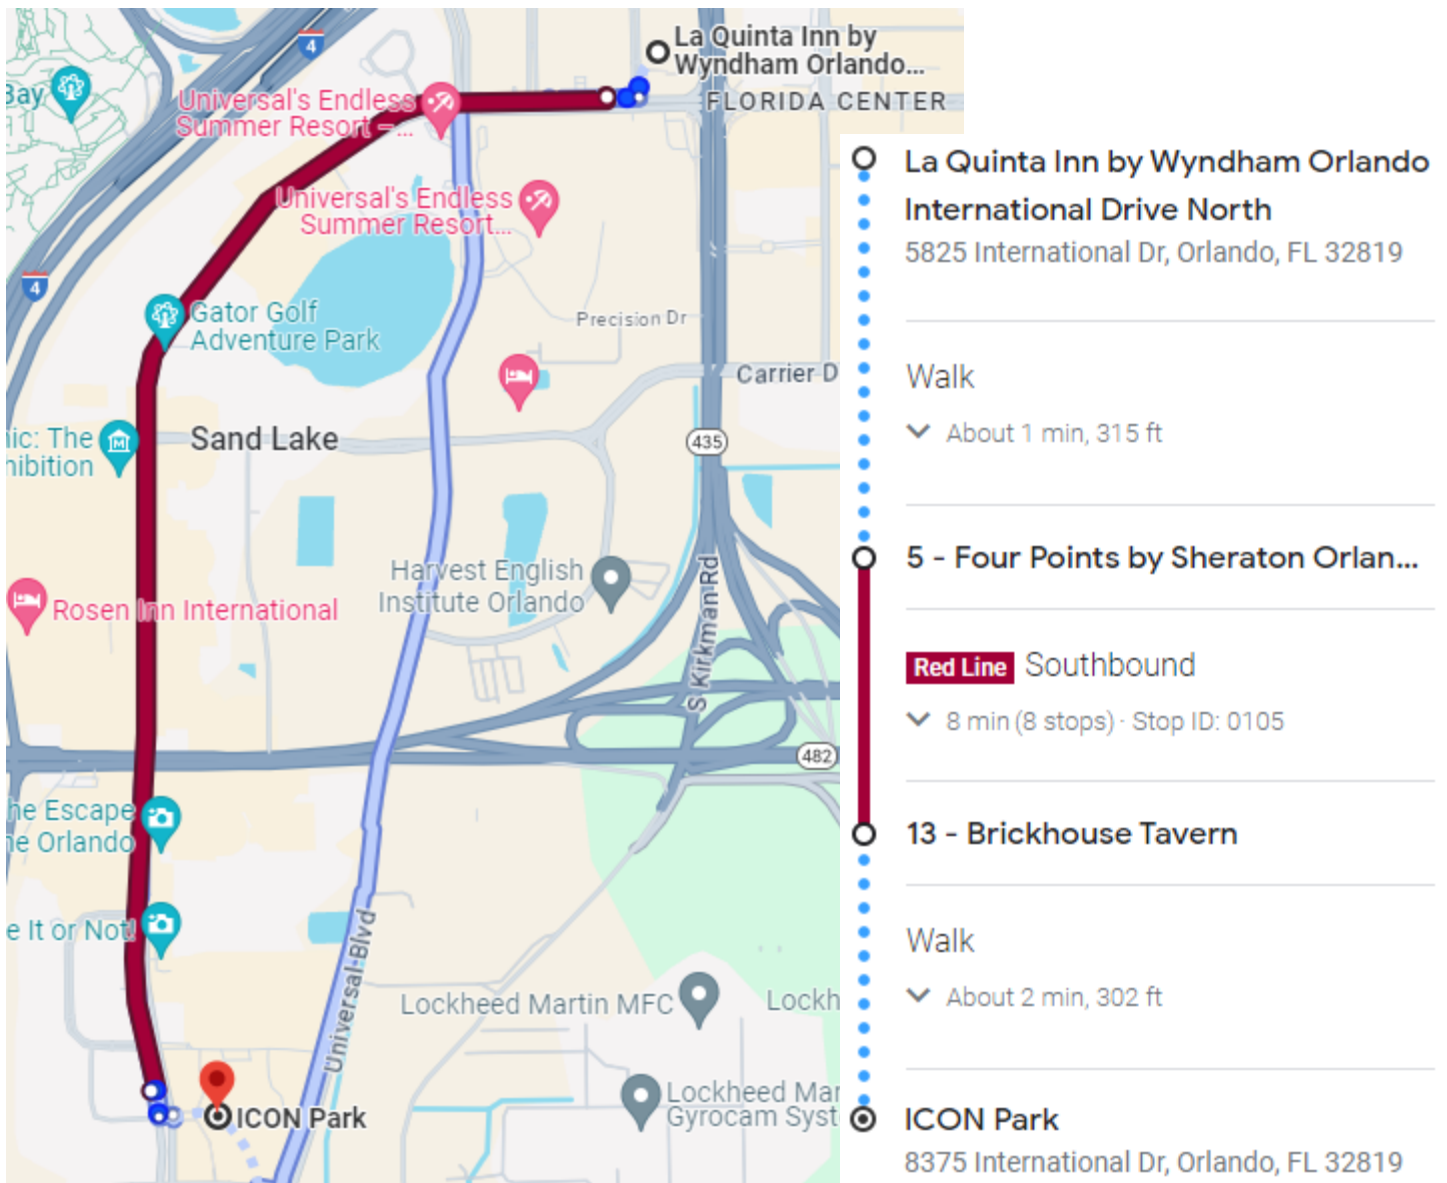 4
La Quinta Inn by
Wyndham Orlando...
Bay
Universal's Endless
Summer Resort –...
FLORIDA CENTER
Universal's Endless
Summer Resort...
4
Gator Golf
Adventure Park
Precision Dr
Carrier D
nic: The
hibition
Sand Lake
435
Harvest English
Institute Orlando
Rosen Inn International
S Kirkman Rd
482
he Escape
ne Orlando
e It or Not!
Universal Blvd
Lockheed Martin MFC
Lockh
Lockheed Mar
Gyrocam Syst
ICON Park
La Quinta Inn by Wyndham Orlando
International Drive North
5825 International Dr, Orlando, FL 32819
Walk
About 1 min, 315 ft
5 - Four Points by Sheraton Orlan...
Red Line Southbound
8 min (8 stops) · Stop ID: 0105
13 - Brickhouse Tavern
Walk
About 2 min, 302 ft
ICON Park
8375 International Dr, Orlando, FL 32819